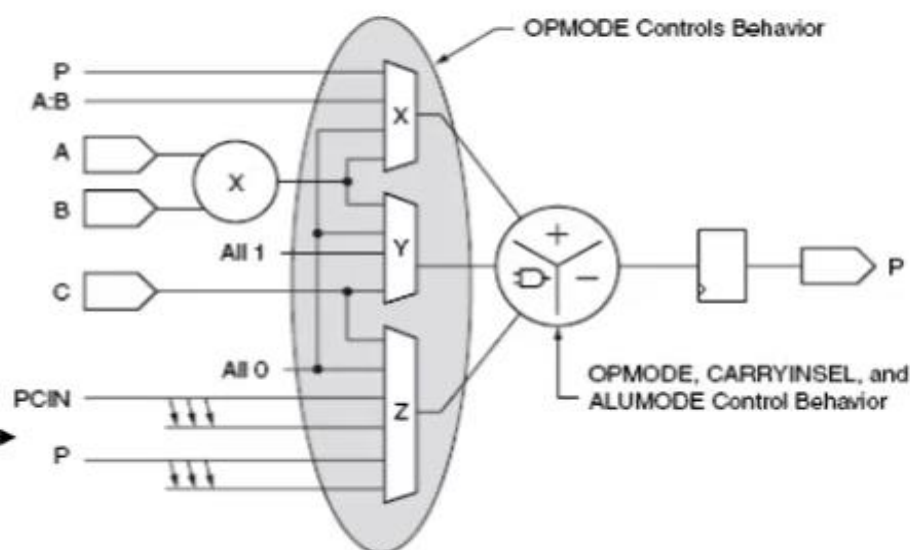 OPMODE Controls Behavior
P
A:B
X
A
X
B
All 1
Y
P
C
All 0
OPMODE, CARRYINSEL, and
ALUMODE Control Behavior
PCIN
Z
P